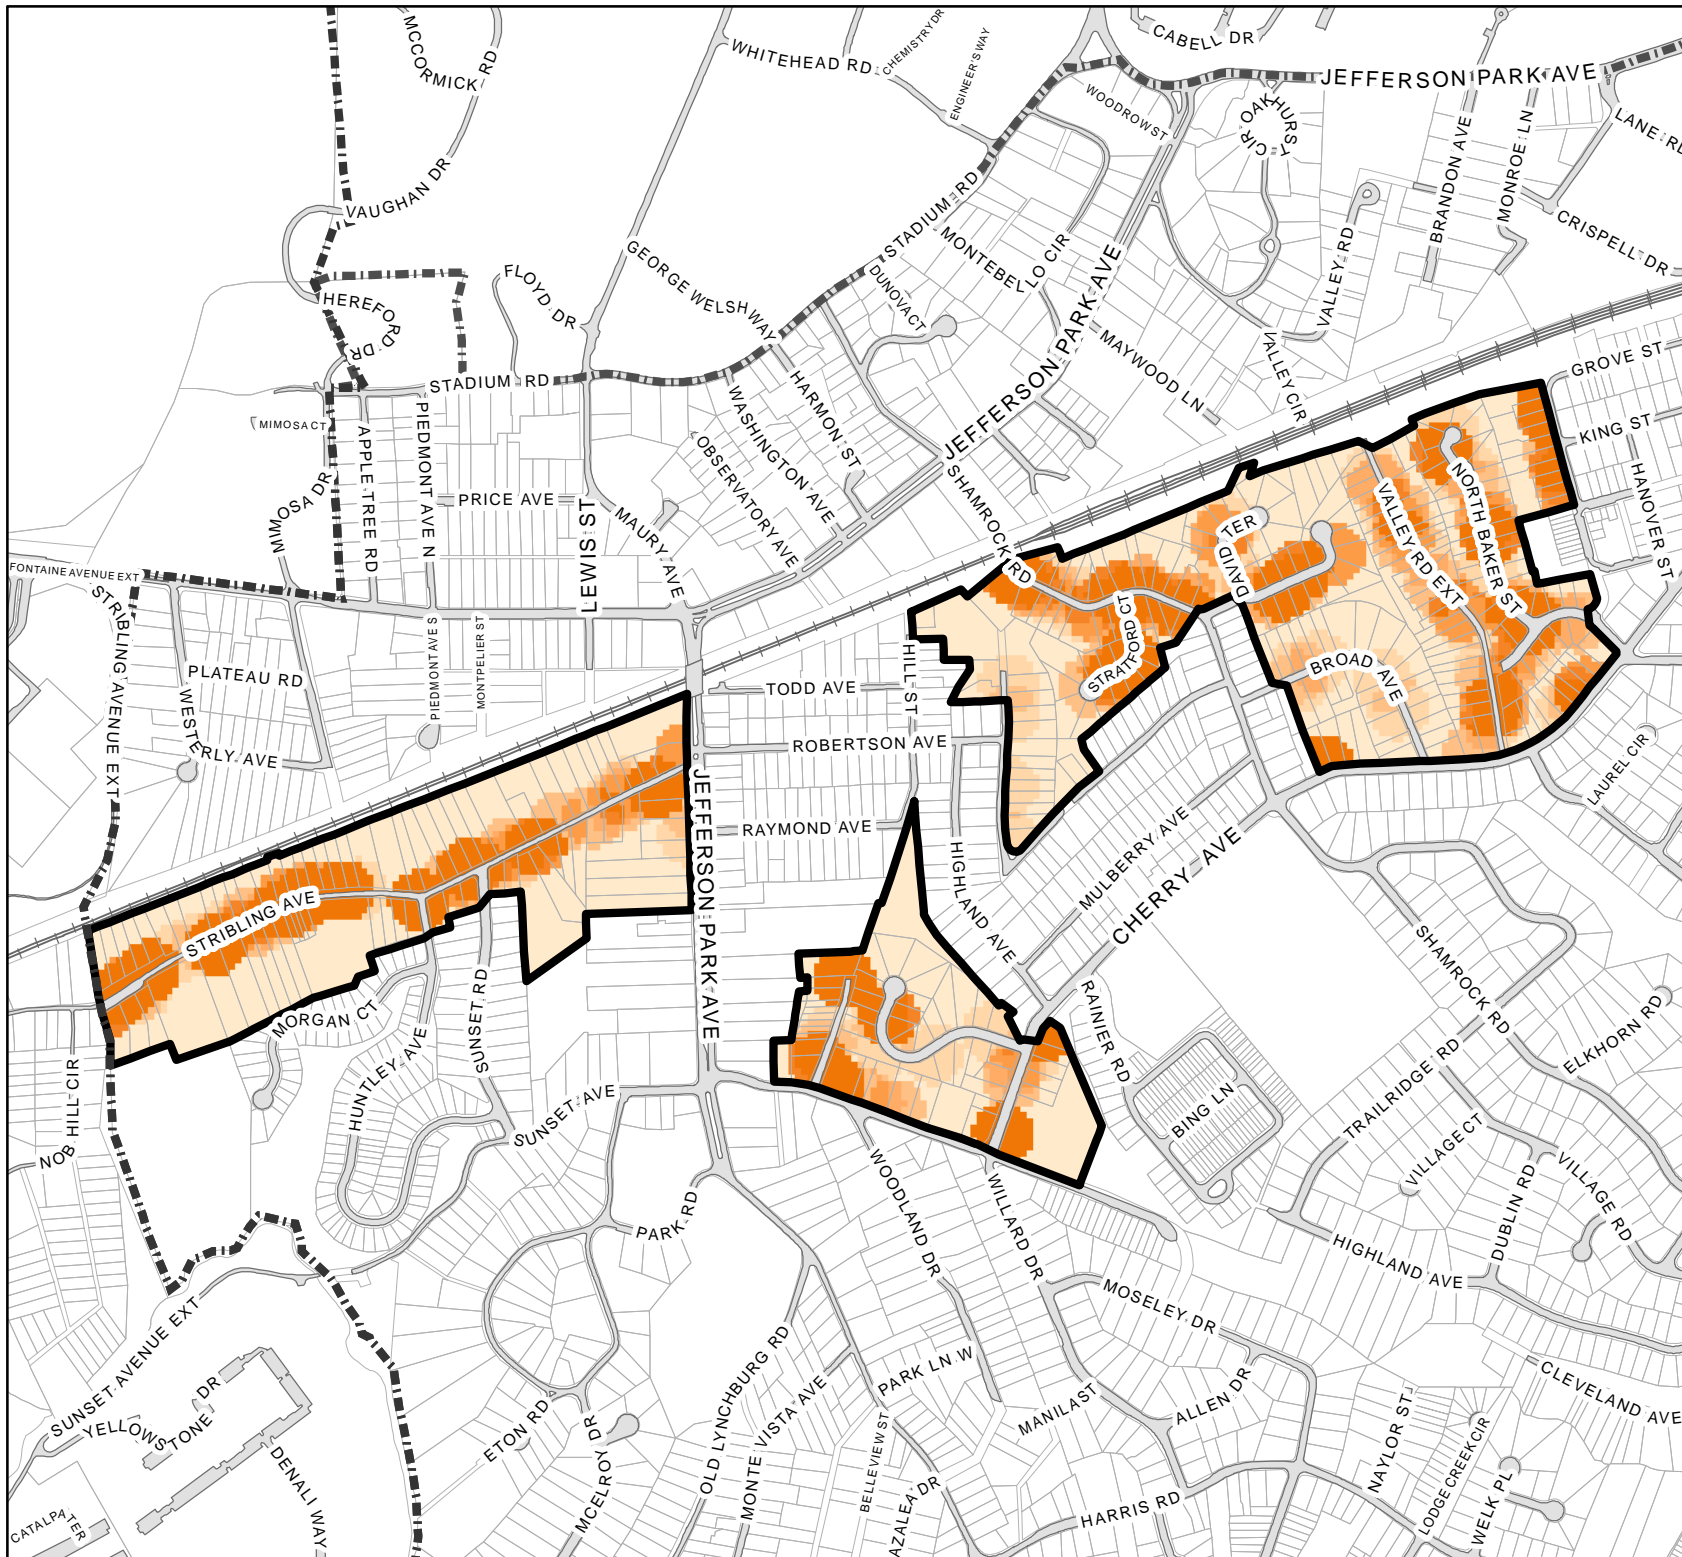 MCCORMICK RD
WHITEHEAD RD
CHEMISTRY DR
ENGINEER'S WAY
CABELL DR
JEFFERSON PARK AVE
WOODROW ST
OAKHURST CIR
BRANDON AVE
MONROE LN
LANE RD
VAUGHAN DR
STADIUM RD
MONTEBELLO CIR
VALLEY RD
CRISPELL DR
GEORGE WELSH WAY
FLOYD DR
DUNOVA CT
HEREFORD DR
JEFFERSON PARK AVE
MAYWOOD LN
VALLEY CIR
GROVE ST
STADIUM RD
MIMOSA CT
APPLE TREE RD
PIEDMONT AVE N
WASHINGTON AVE
HARMON ST
OBSERVATORY AVE
KING ST
HANOVER ST
MIMOSA DR
PRICE AVE
LEWIS ST
MAURY AVE
SHAMROCK RD
DAVID TER
VALLEY RD EXT
NORTH BAKER ST
FONTAINE AVENUE EXT
STRIBLING AVENUE EXT
PLATEAU RD
WESTERLY AVE
PIEDMONT AVE S
MONTPELIER ST
TODD AVE
HILL ST
STRATFORD CT
BROAD AVE
ROBERTSON AVE
JEFFERSON PARK AVE
RAYMOND AVE
HIGHLAND AVE
MULBERRY AVE
CHERRY AVE
LAUREL CIR
STRIBLING AVE
MORGAN CT
SUNSET RD
HUNTLEY AVE
SHAMROCK RD
RAINIER RD
ELKHORN RD
NOB HILL CIR
SUNSET AVE
BING LN
TRAILRIDGE RD
VILLAGE CT
VILLAGE RD
DUBLIN RD
WOODLAND DR
WILLARD DR
PARK RD
HIGHLAND AVE
MOSELEY DR
SUNSET AVENUE EXT
YELLOWSTONE DR
DENALI WAY
CATALPA TER
ETON RD
MCELROY DR
OLD LYNCHBURG RD
MONTE VISTA AVE
PARK LN W
BELLEVIEW ST
AZALEA DR
MANILA ST
ALLEN DR
HARRIS RD
NAYLOR ST
LODGE CREEK CIR
WELK PL
CLEVELAND AVE